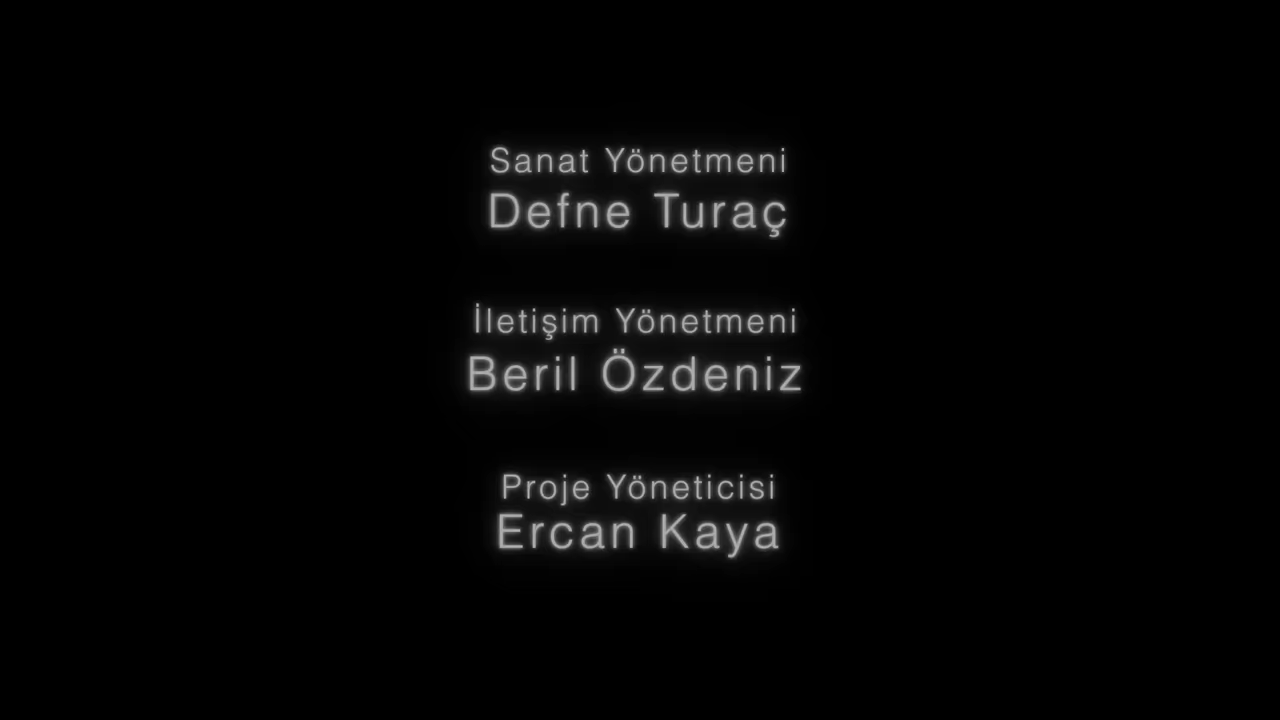 Sanat Yönetmeni
Defne Turaç
İletişim Yönetmeni
Beril Özdeniz
Proje Yöneticisi
Ercan Kaya